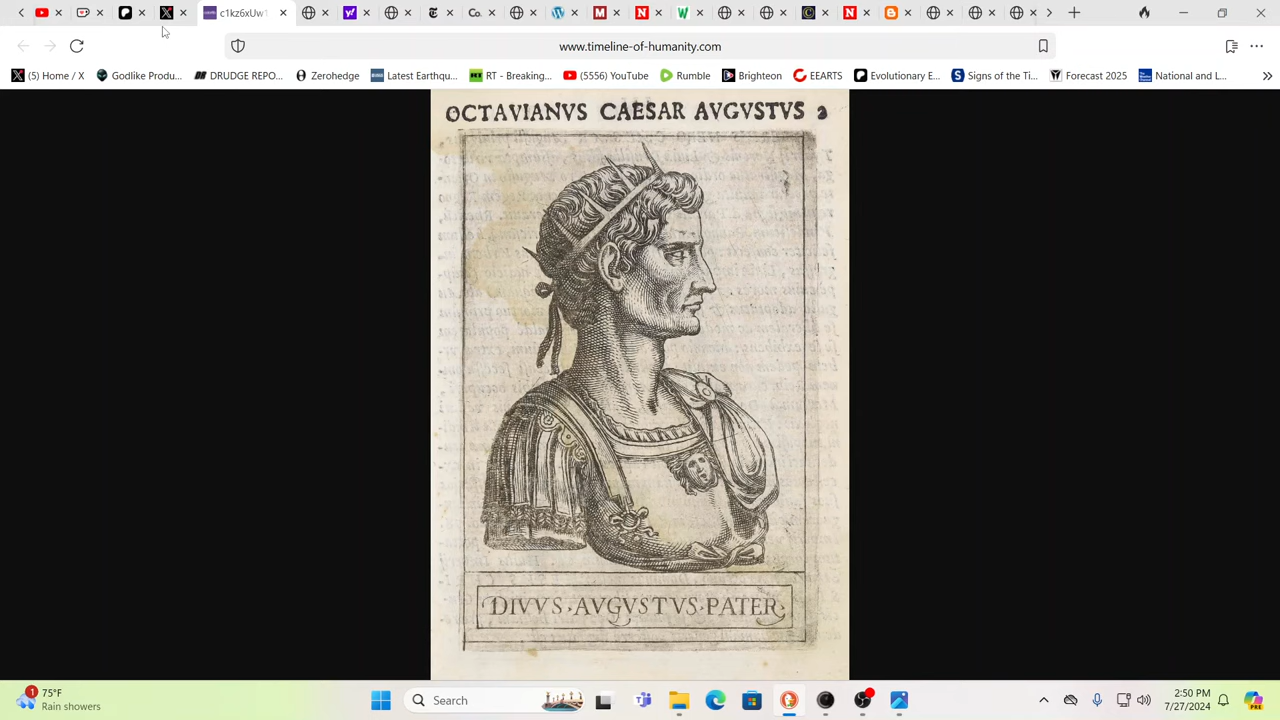 c1kz6xUw1
www.timeline-of-humanity.com
(5) Home / X
Godlike Produ...
DRUDGE REPO...
Zerohedge
Latest Earthqu...
RT - Breaking...
(5556) YouTube
Rumble
Brighteon
EEARTS
Evolutionary E...
Signs of the Ti...
Forecast 2025
National and L...
OCTAVIANVS CAESAR AVGVSTVS 2
DIVVS·AVGVSTVS·PATER
1
75°F
Rain showers
Search
2:50 PM
7/27/2024